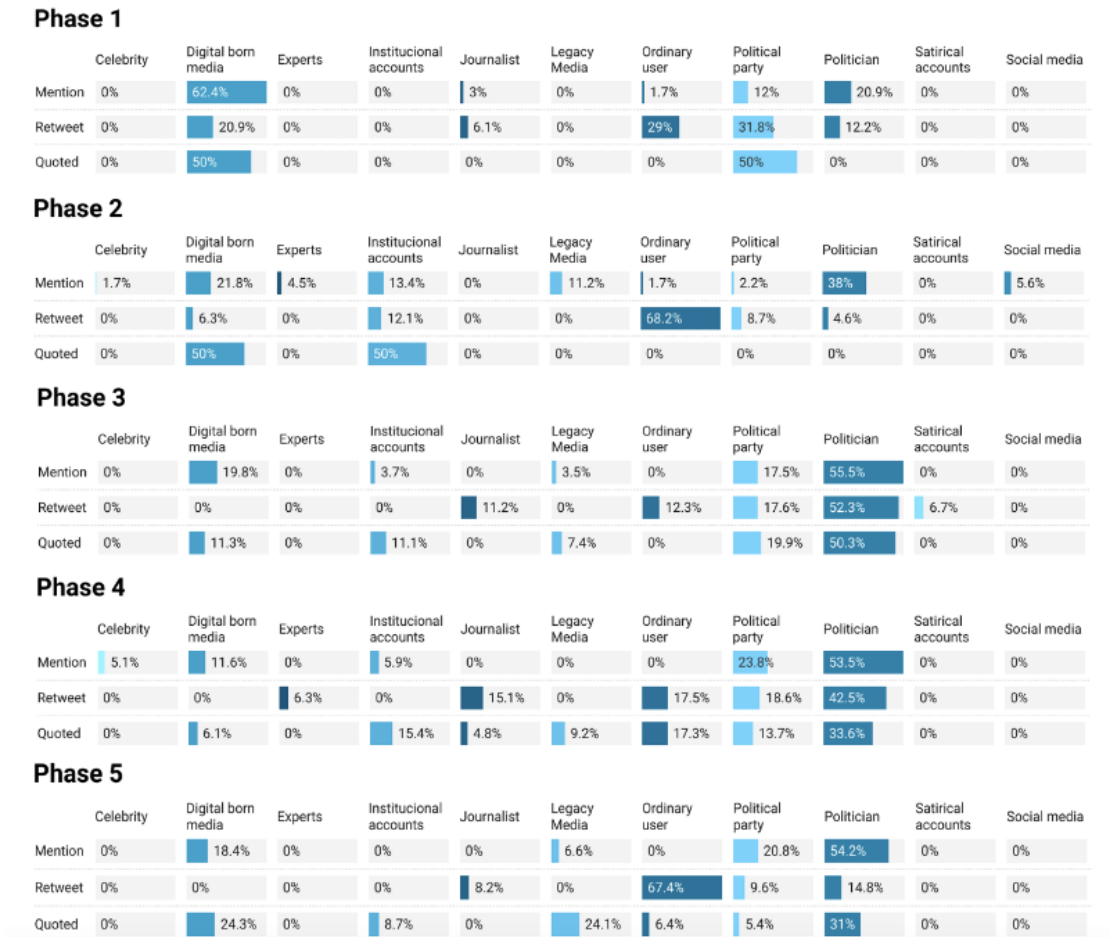 Phase 1
Celebrity Digital born media Experts Institutional accounts Journalist Legacy Media Ordinary user Political party Politician Satirical accounts Social media
Mention 0% 62.4% 0% 0% 3% 0% 1.7% 12% 20.9% 0% 0%
Retweet 0% 20.9% 0% 0% 6.1% 0% 29% 31.8% 12.2% 0% 0%
Quoted 0% 50% 0% 0% 0% 0% 0% 50% 0% 0% 0%
Phase 2
Celebrity Digital born media Experts Institutional accounts Journalist Legacy Media Ordinary user Political party Politician Satirical accounts Social media
Mention 1.7% 21.8% 4.5% 13.4% 0% 11.2% 1.7% 2.2% 38% 0% 5.6%
Retweet 0% 6.3% 0% 12.1% 0% 0% 68.2% 8.7% 4.6% 0% 0%
Quoted 0% 50% 0% 50% 0% 0% 0% 0% 0% 0% 0%
Phase 3
Celebrity Digital born media Experts Institutional accounts Journalist Legacy Media Ordinary user Political party Politician Satirical accounts Social media
Mention 0% 19.8% 0% 3.7% 0% 3.5% 0% 17.5% 55.5% 0% 0%
Retweet 0% 0% 0% 0% 11.2% 0% 12.3% 17.6% 52.3% 6.7% 0%
Quoted 0% 11.3% 0% 11.1% 0% 7.4% 0% 19.9% 50.3% 0% 0%
Phase 4
Celebrity Digital born media Experts Institutional accounts Journalist Legacy Media Ordinary user Political party Politician Satirical accounts Social media
Mention 5.1% 11.6% 0% 5.9% 0% 0% 0% 23.8% 53.5% 0% 0%
Retweet 0% 0% 6.3% 0% 15.1% 0% 17.5% 18.6% 42.5% 0% 0%
Quoted 0% 6.1% 0% 15.4% 4.8% 9.2% 17.3% 13.7% 33.6% 0% 0%
Phase 5
Celebrity Digital born media Experts Institutional accounts Journalist Legacy Media Ordinary user Political party Politician Satirical accounts Social media
Mention 0% 18.4% 0% 0% 0% 6.6% 0% 20.8% 54.2% 0% 0%
Retweet 0% 0% 0% 0% 8.2% 0% 67.4% 9.6% 14.8% 0% 0%
Quoted 0% 24.3% 0% 8.7% 0% 24.1% 6.4% 5.4% 31% 0% 0%